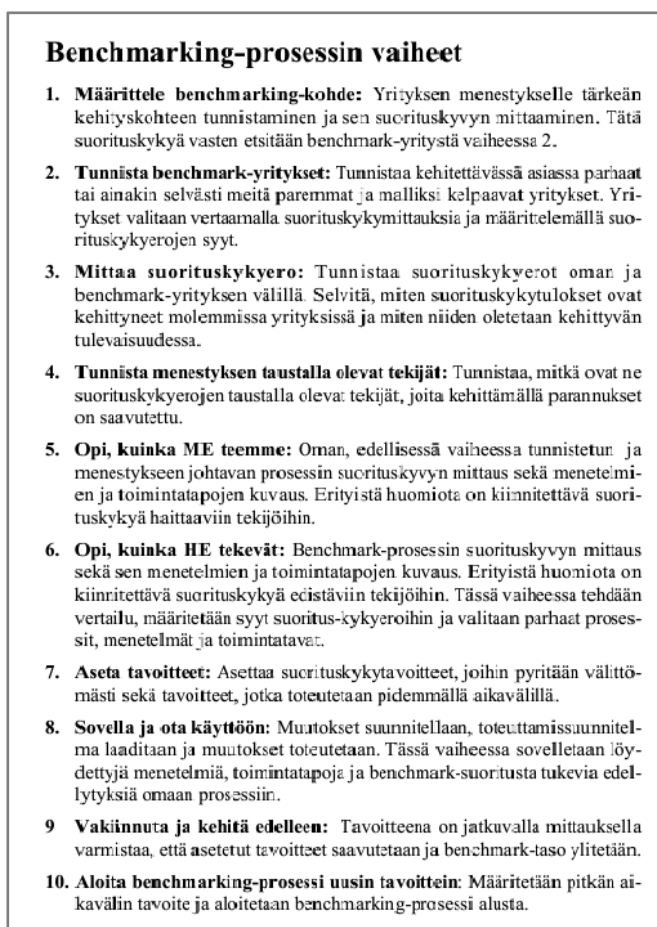 Benchmarking-prosessin vaiheet
1. Määrittele benchmarking-kohde: Yrityksen menestykselle tärkeän
kehityskohteen tunnistaminen ja sen suorituskyvyn mittaaminen. Tätä
suorituskykyä vasten etsitään benchmark-yritystä vaiheessa 2.
2. Tunnista benchmark-yritykset: Tunnistaa kehitettävässä asiassa parhaat
tai ainakin selvästi meitä paremmat ja malliksi kelpaavat yritykset. Yri-
tykset valitaan vertaamalla suorituskykymittauksia ja määrittelemällä suo-
rituskykyerojen syyt.
3. Mittaa suorituskykyero: Tunnistaa suorituskykyerot oman ja
benchmark-yrityksen välillä. Selvitä, miten suorituskykytulokset ovat
kehittyneet molemmissa yrityksissä ja miten niiden oletetaan kehittyvän
tulevaisuudessa.
4. Tunnista menestyksen taustalla olevat tekijät: Tunnistaa, mitkä ovat ne
suorituskykyerojen taustalla olevat tekijät, joita kehittämällä parannukset
on saavutettu.
5. Opi, kuinka ME teemme: Oman, edellisessä vaiheessa tunnistetun ja
menestykseen johtavan prosessin suorituskyvyn mittaus sekä menetelmi-
en ja toimintatapojen kuvaus. Erityistä huomiota on kiinnitettävä suori-
tuskykyä haittaaviin tekijöihin.
6. Opi, kuinka HE tekevät: Benchmark-prosessin suorituskyvyn mittaus
sekä sen menetelmien ja toimintatapojen kuvaus. Erityistä huomiota on
kiinnitettävä suorituskykyä edistäviin tekijöihin. Tässä vaiheessa tehdään
vertailu, määritetään syyt suoritus-kykyeroihin ja valitaan parhaat proses-
sit, menetelmät ja toimintatavat.
7. Aseta tavoitteet: Asettaa suorituskykytavoitteet, joihin pyritään välittö-
mästi sekä tavoitteet, jotka toteutetaan pidemmällä aikavälillä.
8. Sovella ja ota käyttöön: Muutokset suunnitellaan, toteuttamissuunnitel-
ma laaditaan ja muutokset toteutetaan. Tässä vaiheessa sovelletaan löy-
dettyjä menetelmiä, toimintatapoja ja benchmark-suoritusta tukevia edel-
lytyksiä omaan prosessiin.
9 Vakiinnuta ja kehitä edelleen: Tavoitteena on jatkuvalla mittauksella
varmistaa, että asetetut tavoitteet saavutetaan ja benchmark-taso ylitetään.
10. Aloita benchmarking-prosessi uusin tavoittein: Määritetään pitkän ai-
kavälin tavoite ja aloitetaan benchmarking-prosessi alusta.